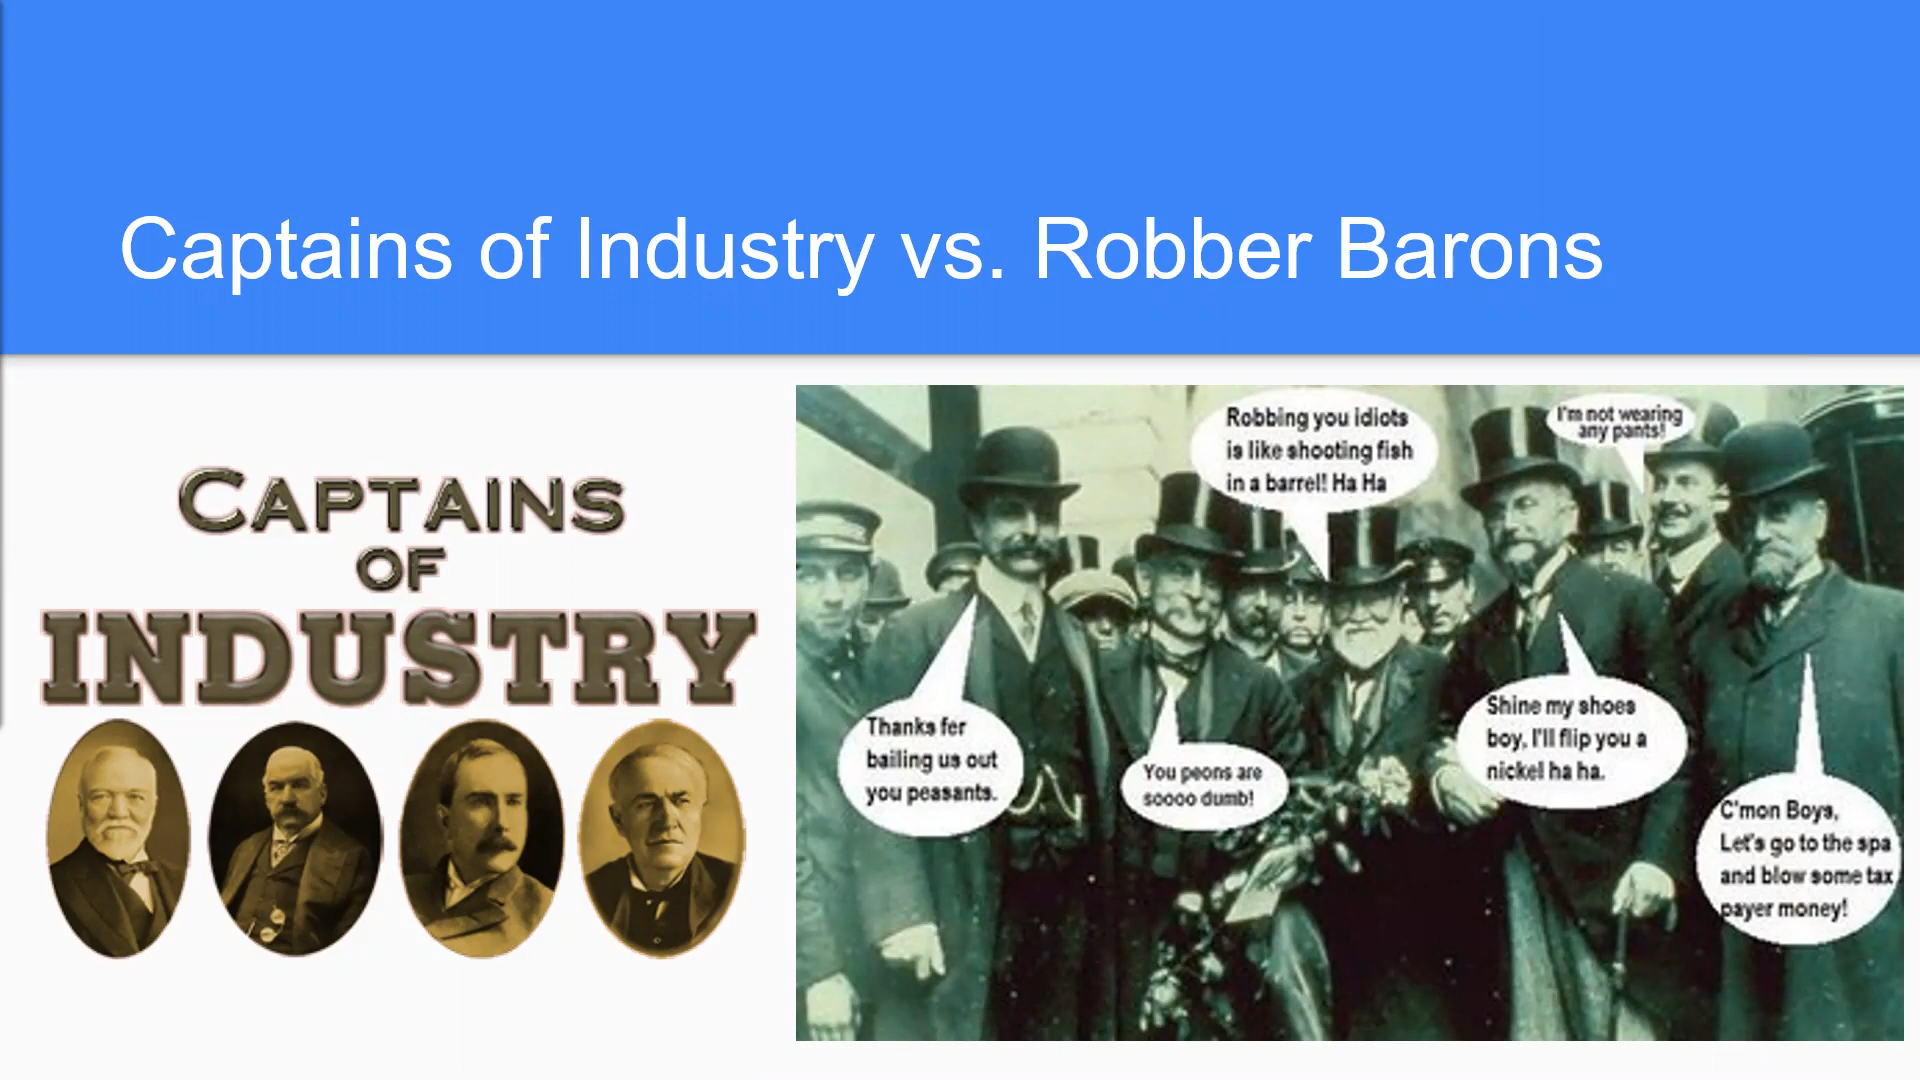 Captains of Industry vs. Robber Barons
CAPTAINS
OF
INDUSTRY
Robbing you idiots
is like shooting fish
in a barrel! Ha Ha
I'm not wearing
any pants!
Thanks fer
bailing us out
you peasants.
You peons are
soooo dumb!
Shine my shoes
boy, I'll flip you a
nickel ha ha.
C'mon Boys,
Let's go to the spa
and blow some tax
payer money!